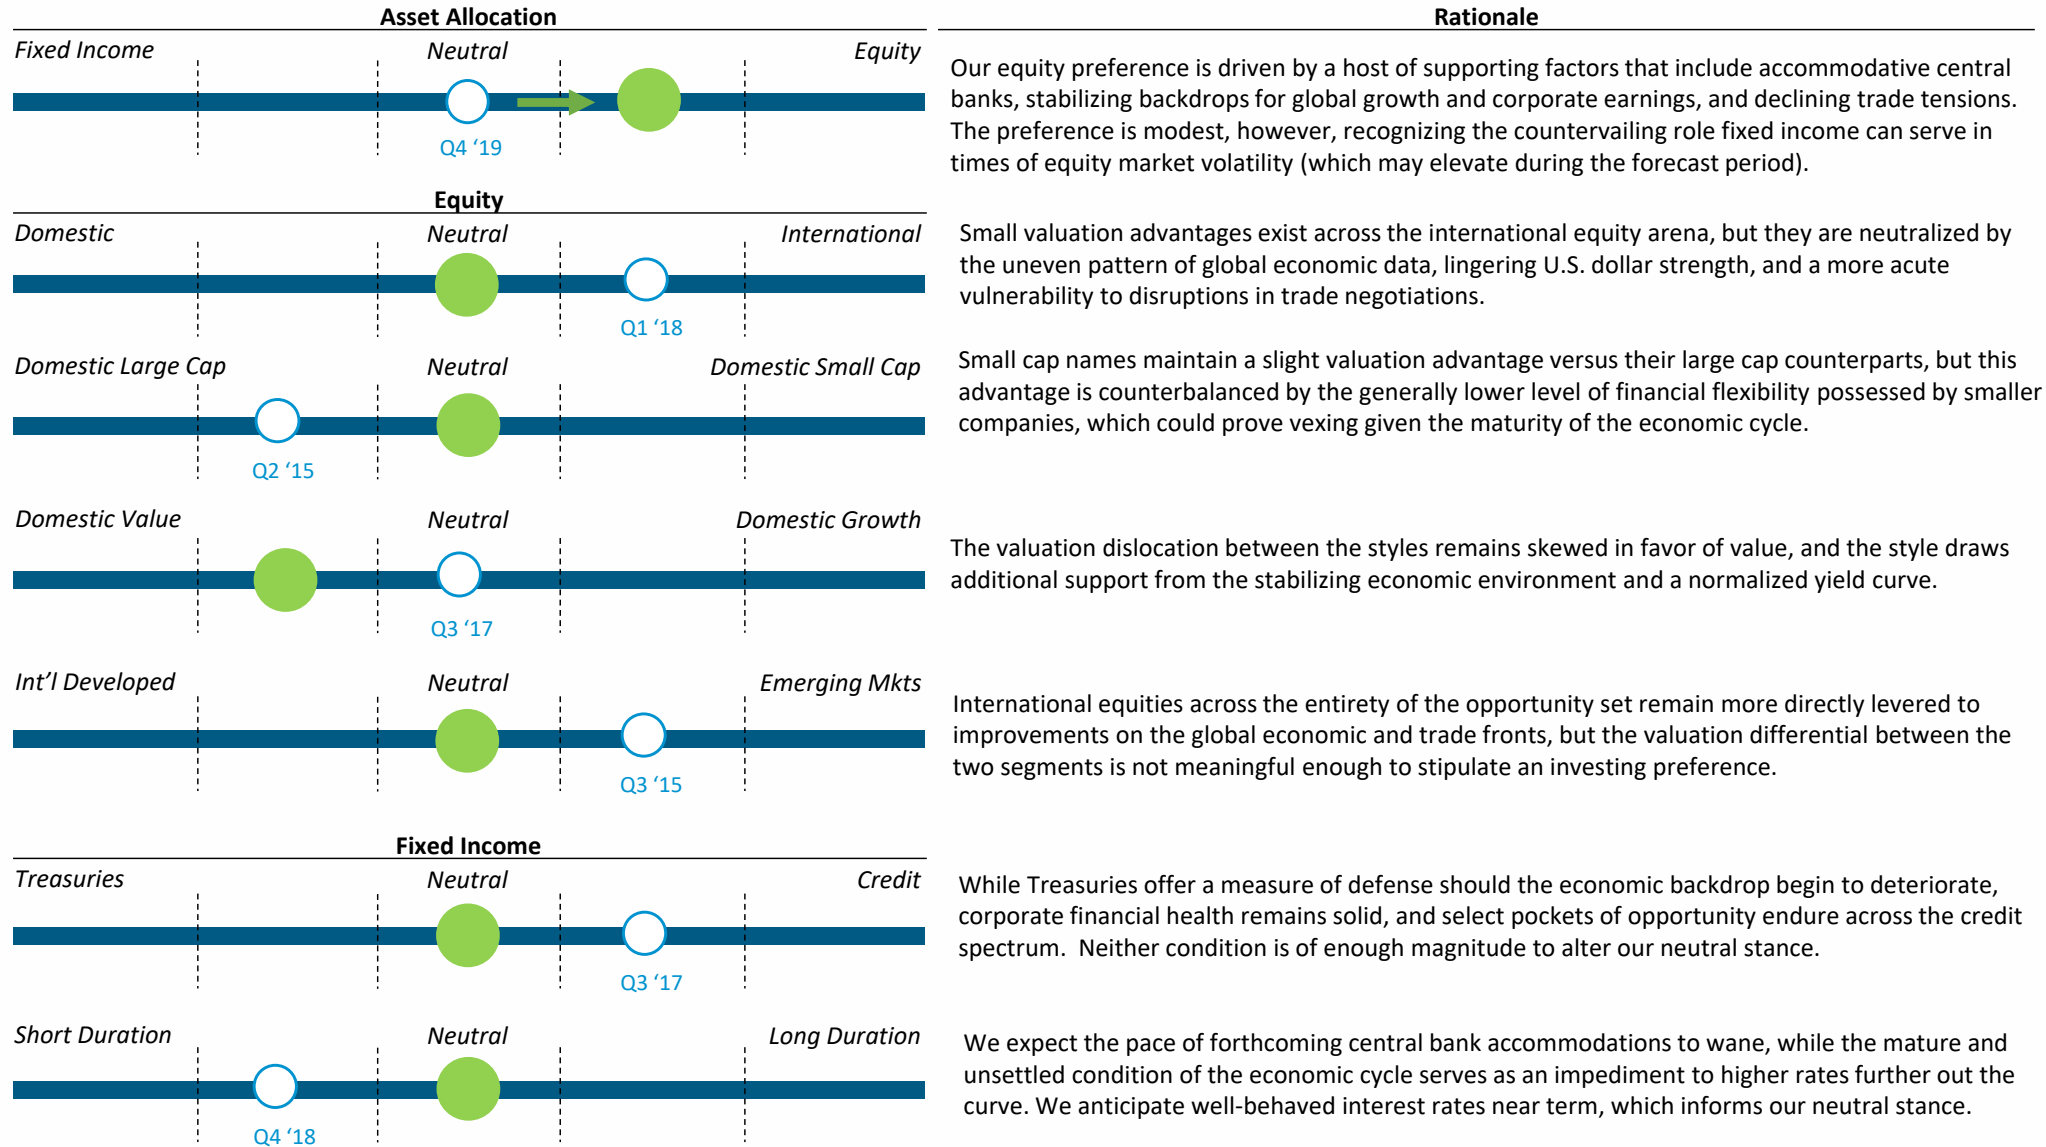 Asset Allocation
Rationale
Fixed Income Neutral Equity
Q4 ‘19
Our equity preference is driven by a host of supporting factors that include accommodative central
banks, stabilizing backdrops for global growth and corporate earnings, and declining trade tensions.
The preference is modest, however, recognizing the countervailing role fixed income can serve in
times of equity market volatility (which may elevate during the forecast period).
Equity
Domestic Neutral International
Q1 ‘18
Small valuation advantages exist across the international equity arena, but they are neutralized by
the uneven pattern of global economic data, lingering U.S. dollar strength, and a more acute
vulnerability to disruptions in trade negotiations.
Domestic Large Cap Neutral Domestic Small Cap
Q2 ‘15
Small cap names maintain a slight valuation advantage versus their large cap counterparts, but this
advantage is counterbalanced by the generally lower level of financial flexibility possessed by smaller
companies, which could prove vexing given the maturity of the economic cycle.
Domestic Value Neutral Domestic Growth
Q3 ‘17
The valuation dislocation between the styles remains skewed in favor of value, and the style draws
additional support from the stabilizing economic environment and a normalized yield curve.
Int’l Developed Neutral Emerging Mkts
Q3 ‘15
International equities across the entirety of the opportunity set remain more directly levered to
improvements on the global economic and trade fronts, but the valuation differential between the
two segments is not meaningful enough to stipulate an investing preference.
Fixed Income
Treasuries Neutral Credit
Q3 ‘17
While Treasuries offer a measure of defense should the economic backdrop begin to deteriorate,
corporate financial health remains solid, and select pockets of opportunity endure across the credit
spectrum.  Neither condition is of enough magnitude to alter our neutral stance.
Short Duration Neutral Long Duration
Q4 ‘18
We expect the pace of forthcoming central bank accommodations to wane, while the mature and
unsettled condition of the economic cycle serves as an impediment to higher rates further out the
curve. We anticipate well-behaved interest rates near term, which informs our neutral stance.